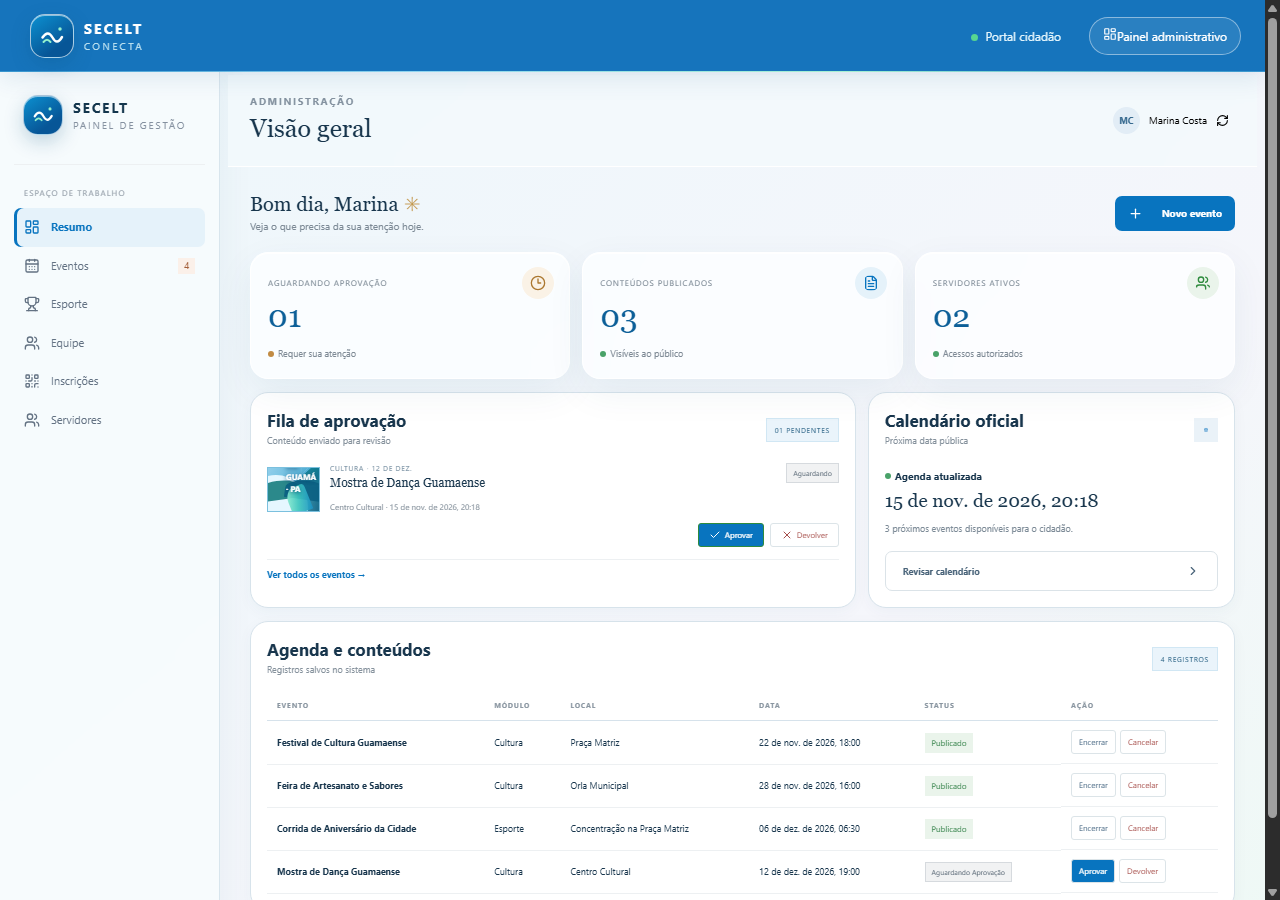 SECELT
CONECTA
Portal cidadão
Painel administrativo
SECELT
PAINEL DE GESTÃO
ESPAÇO DE TRABALHO
Resumo
Eventos
4
Esporte
Equipe
Inscrições
Servidores
ADMINISTRAÇÃO
Visão geral
MC
Marina Costa
Bom dia, Marina
Veja o que precisa da sua atenção hoje.
Novo evento
AGUARDANDO APROVAÇÃO
01
Requer sua atenção
CONTEÚDOS PUBLICADOS
03
Visíveis ao público
SERVIDORES ATIVOS
02
Acessos autorizados
Fila de aprovação
Conteúdo enviado para revisão
01 PENDENTES
GUAMÁ
- PA
CULTURA · 12 DE DEZ.
Mostra de Dança Guamaense
Centro Cultural · 15 de nov. de 2026, 20:18
Aguardando
Aprovar
Devolver
Ver todos os eventos →
Calendário oficial
Próxima data pública
Agenda atualizada
15 de nov. de 2026, 20:18
3 próximos eventos disponíveis para o cidadão.
Revisar calendário
Agenda e conteúdos
Registros salvos no sistema
4 REGISTROS
EVENTO MÓDULO LOCAL DATA STATUS AÇÃO
Festival de Cultura Guamaense Cultura Praça Matriz 22 de nov. de 2026, 18:00 Publicado Encerrar Cancelar
Feira de Artesanato e Sabores Cultura Orla Municipal 28 de nov. de 2026, 16:00 Publicado Encerrar Cancelar
Corrida de Aniversário da Cidade Esporte Concentração na Praça Matriz 06 de dez. de 2026, 06:30 Publicado Encerrar Cancelar
Mostra de Dança Guamaense Cultura Centro Cultural 12 de dez. de 2026, 19:00 Aguardando Aprovação Aprovar Devolver